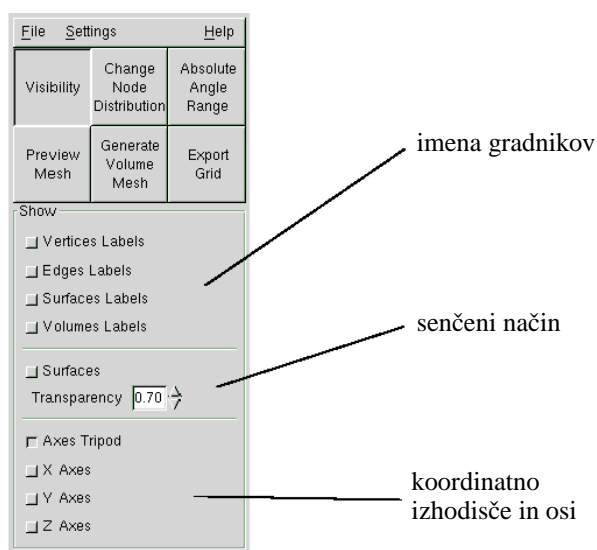 File Settings Help
Visibility
Change
Node
Distribution
Absolute
Angle
Range
Preview
Mesh
Generate
Volume
Mesh
Export
Grid
Show
Vertices Labels
Edges Labels
Surfaces Labels
Volumes Labels
Surfaces
Transparency 0.70
Axes Tripod
X Axes
Y Axes
Z Axes
imena gradnikov
senčeni način
koordinatno
izhodišče in osi